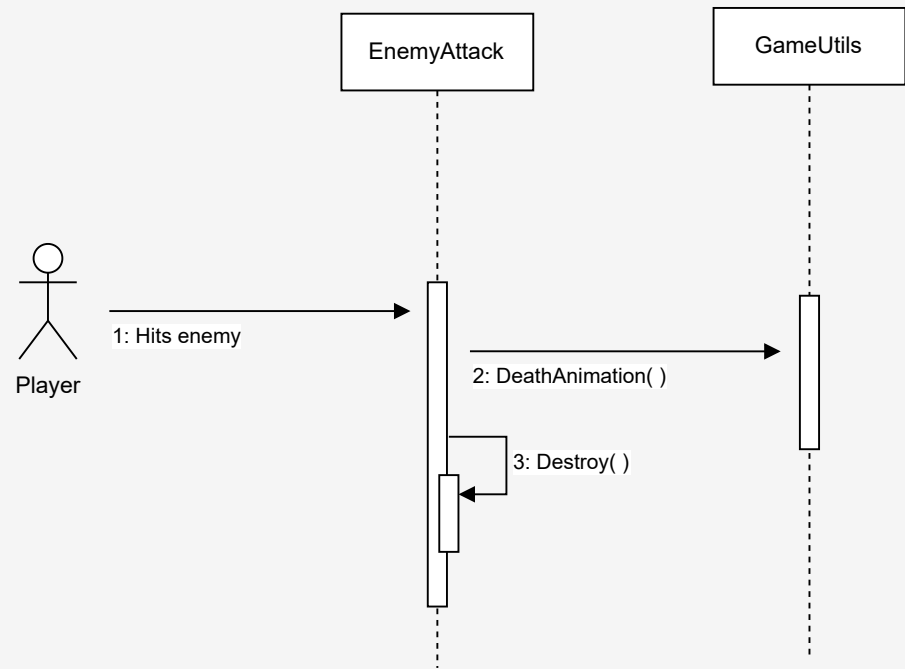 EnemyAttack
GameUtils
1: Hits enemy
Player
2: DeathAnimation( )
3: Destroy( )